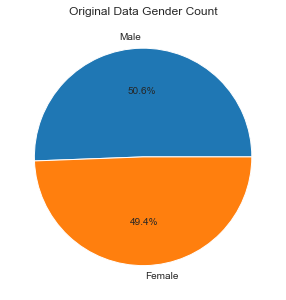 Original Data Gender Count
Male
50.6%
49.4%
Female